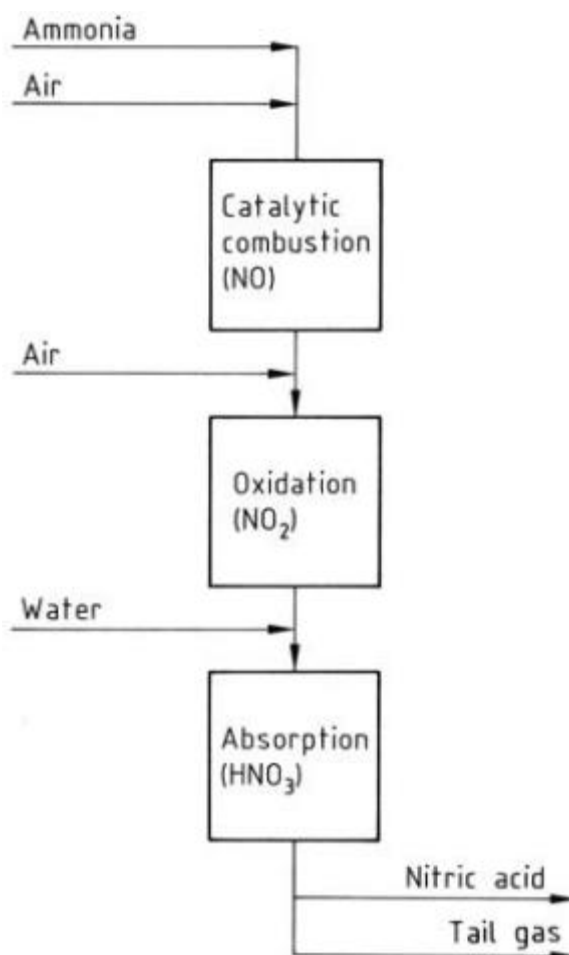 Ammonia
Air
Catalytic
combustion
(NO)
Air
Oxidation
(NO₂)
Water
Absorption
(HNO₃)
Nitric acid
Tail gas